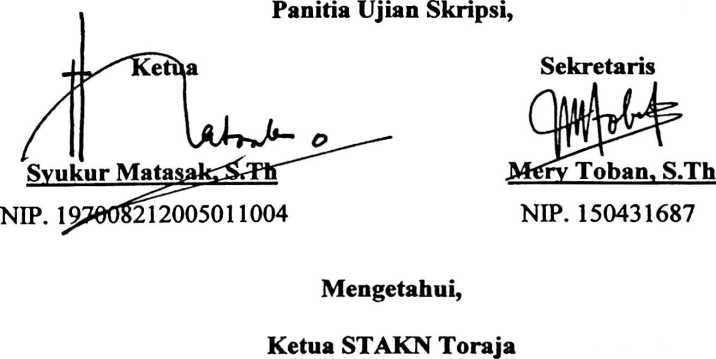 Panitia Ujian Skripsi,
Ketua Sekretaris
Syukur Matasak, S.Th Mery Toban, S.Th
NIP. 197008212005011004 NIP. 150431687
Mengetahui,
Ketua STAKN Toraja